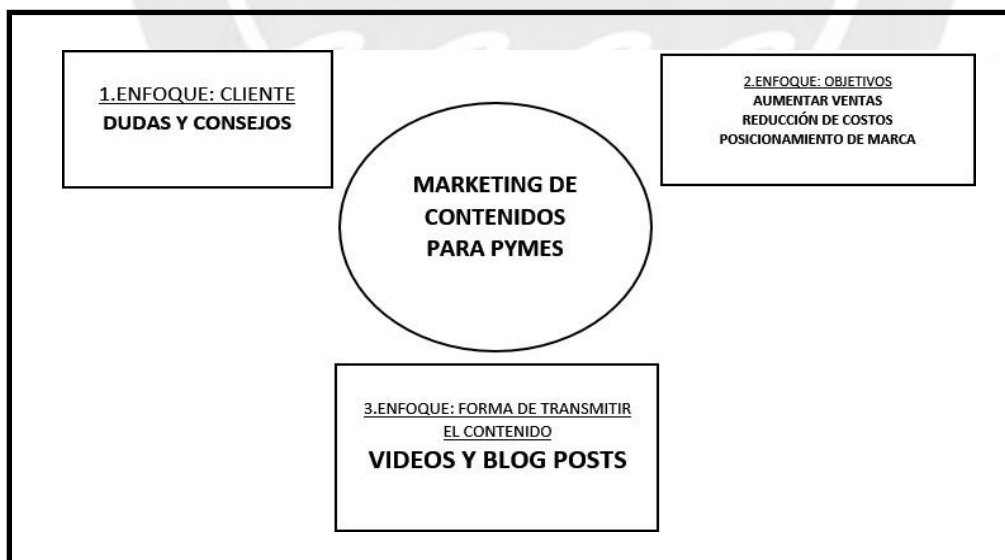 1.ENFOQUE: CLIENTE
DUDAS Y CONSEJOS
2.ENFOQUE: OBJETIVOS
AUMENTAR VENTAS
REDUCCIÓN DE COSTOS
POSICIONAMIENTO DE MARCA
MARKETING DE
CONTENIDOS
PARA PYMES
3.ENFOQUE: FORMA DE TRANSMITIR
EL CONTENIDO
VIDEOS Y BLOG POSTS